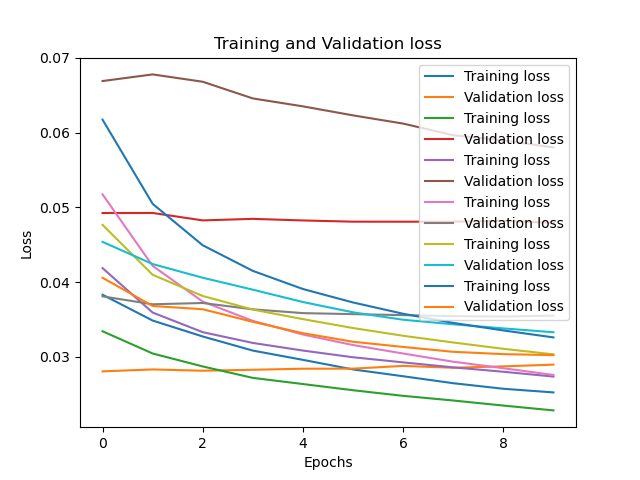 Training and Validation loss
Loss
0.07
0.06
0.05
0.04
0.03
Training loss
Validation loss
Training loss
Validation loss
Training loss
Validation loss
Training loss
Validation loss
Training loss
Validation loss
Training loss
Validation loss
0 2 4 6 8
Epochs